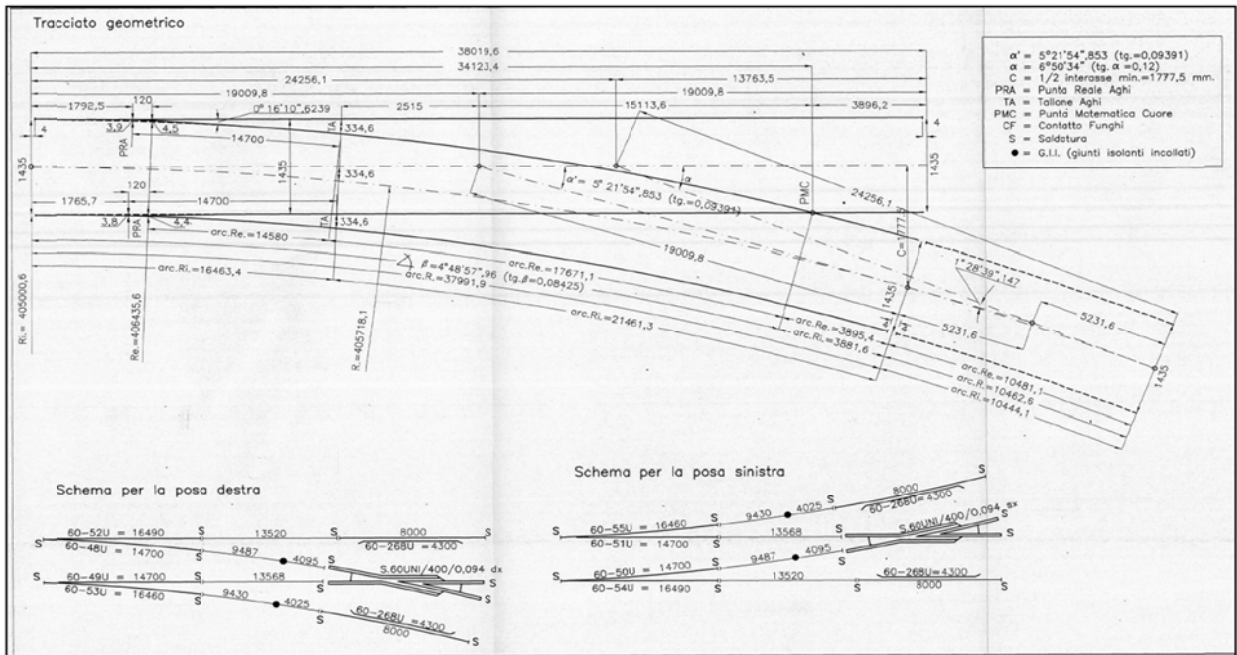 Tracciato geometrico
38019,6
34123,4
24256,1
13763,5
19009,8
19009,8
1792,5
120
0° 16'10",6239
2515
15113,6
3896,2
4
3,9
4,5
PRA
14700
TA
334,6
4
1435
1435
1435
334,6
α'= 5° 21'54",853 (tg.=0,09391)
α
PMC
24256,1
C=1777,5
120
1765,7
14700
3,8
PRA
4,4
TA
334,6
19009,8
1°28'39",147
arc.Re.=14580
β=4°48'57",96 (tg.β=0,08425)
arc.Re.=17671,1
arc.Ri.=16463,4
arc.R.=37991,9
arc.Ri.=21461,3
1435
5231,6
5231,6
1435
4
arc.Re.=3895,4
arc.Ri.=3881,6
arc.Re.=10481,1
arc.R.=10462,6
arc.Ri.=10444,1
Ri.= 405000,6
Re.=406435,6
R.=405718,1
α' = 5°21'54",853 (tg.=0,09391)
α = 6°50'34" (tg. α =0,12)
C = 1/2 interasse min.=1777,5 mm.
PRA = Punta Reale Aghi
TA = Tallone Aghi
PMC = Punta Matematica Cuore
CF = Contatto Funghi
S = Saldatura
● = G.I.I. (giunti isolanti incollati)
Schema per la posa destra
S 60-52U = 16490 S 13520 S 8000 S
60-48U = 14700 S 9487 4095 S 60-268U=4300
S.60UNI/400/0,094 dx
S 60-49U = 14700 S 13568 S S
60-53U = 16460 S 9430 4025 S 60-268U=4300 S
8000 S
Schema per la posa sinistra
8000 S
S 60-55U = 16460 S 9430 4025 S 60-268U=4300
60-51U = 14700 S 13568 S S.60UNI/400/0,094 sx S
9487 4095 S
S 60-50U = 14700 S 13520 S 60-268U=4300 S
60-54U = 16490 S 8000